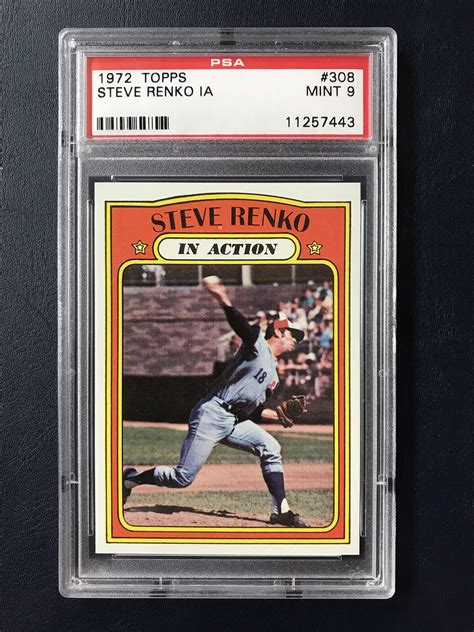 PSA
1972 TOPPS #308
STEVE RENKO IA MINT 9
11257443
STEVE RENKO
IN ACTION
18